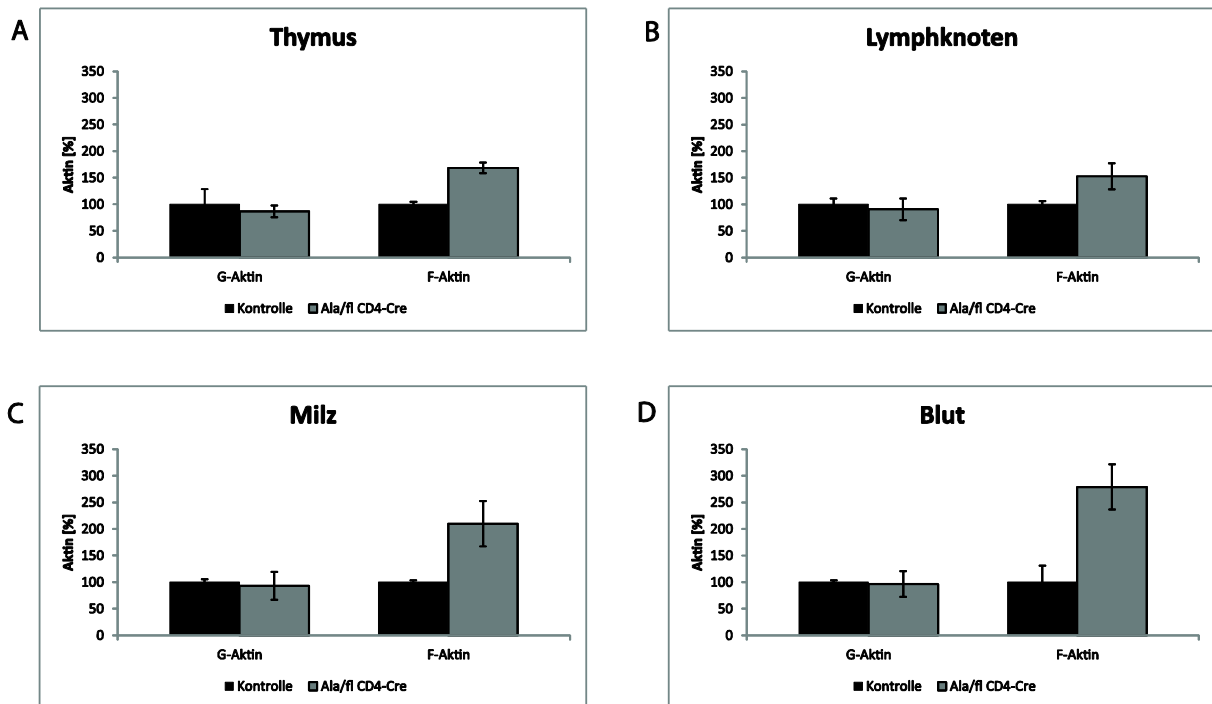 A
Thymus
350
300
250
200
150
100
50
0
Aktin [%]
G-Aktin F-Aktin
Kontrolle Ala/fl CD4-Cre
B
Lymphknoten
350
300
250
200
150
100
50
0
Aktin [%]
G-Aktin F-Aktin
Kontrolle Ala/fl CD4-Cre
C
Milz
350
300
250
200
150
100
50
0
Aktin [%]
G-Aktin F-Aktin
Kontrolle Ala/fl CD4-Cre
D
Blut
350
300
250
200
150
100
50
0
Aktin [%]
G-Aktin F-Aktin
Kontrolle Ala/fl CD4-Cre